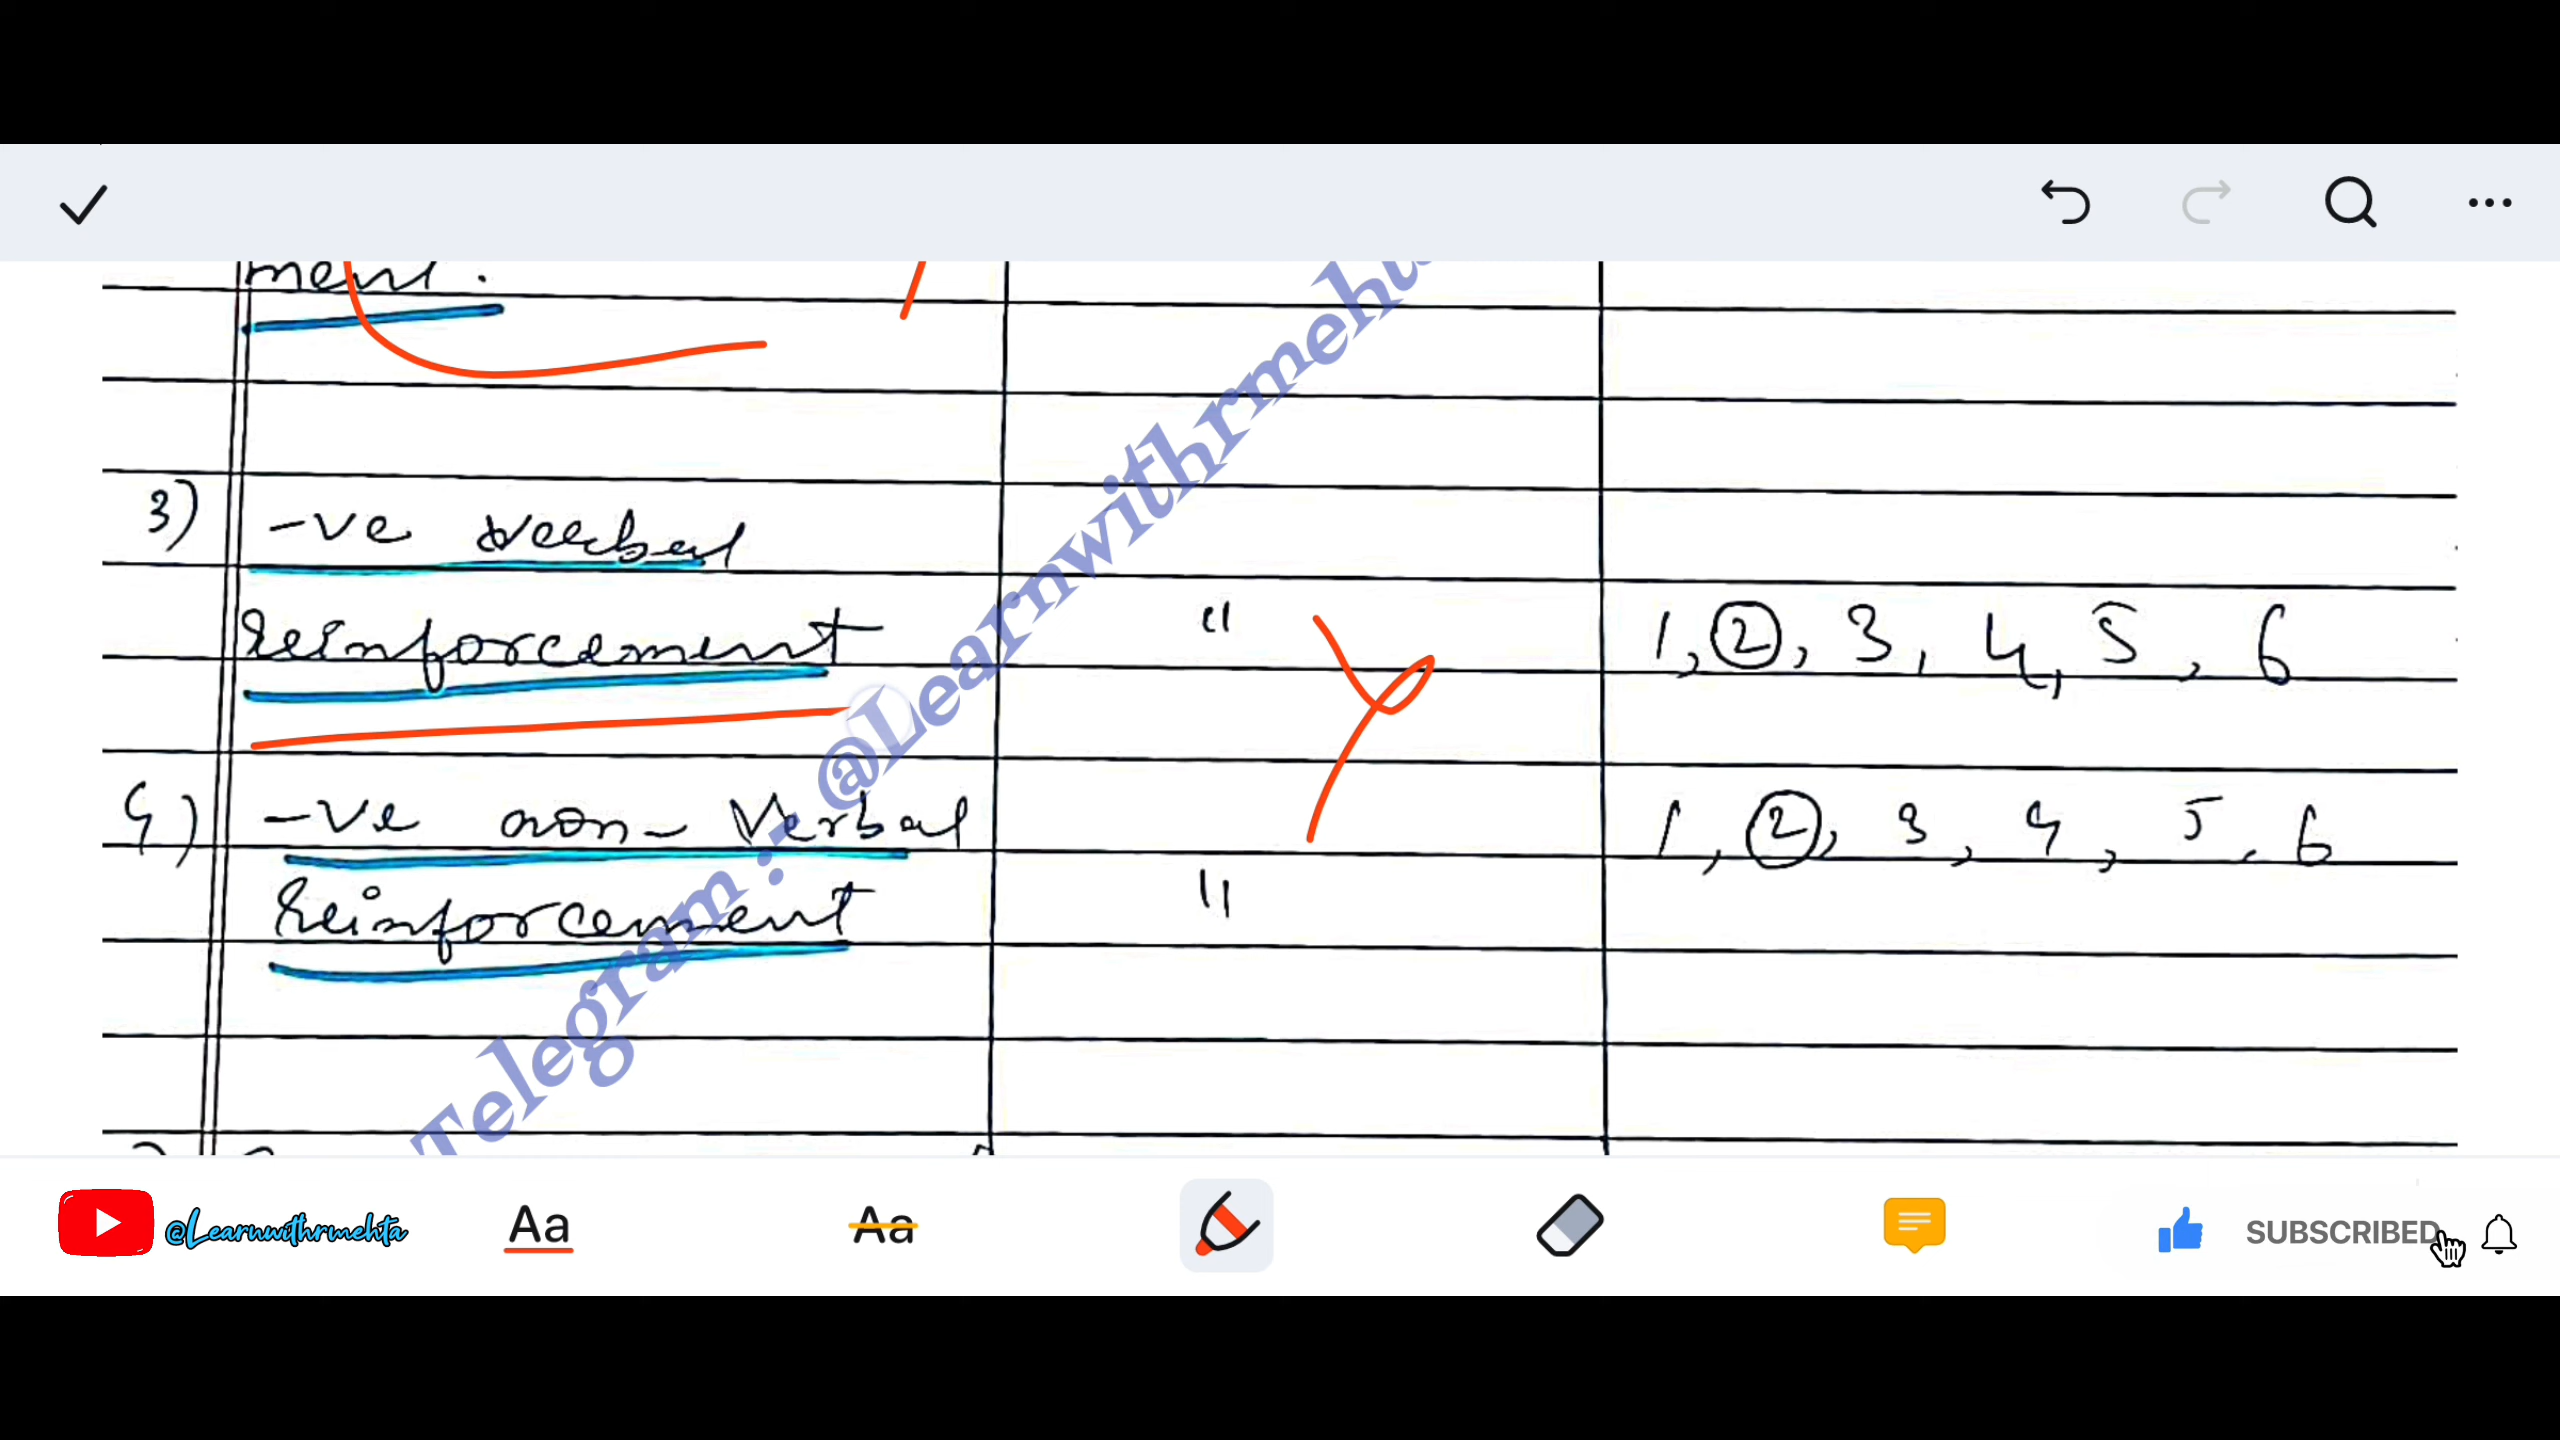 ment.
3) -ve verbal
reinforcement " 1, 2, 3, 4, 5, 6
4) -ve non-Verbal 1, 2, 3, 4, 5, 6
reinforcement "
Telegram :- @Learnwithrmehta
@Learnwithrmehta Aa Aa SUBSCRIBED